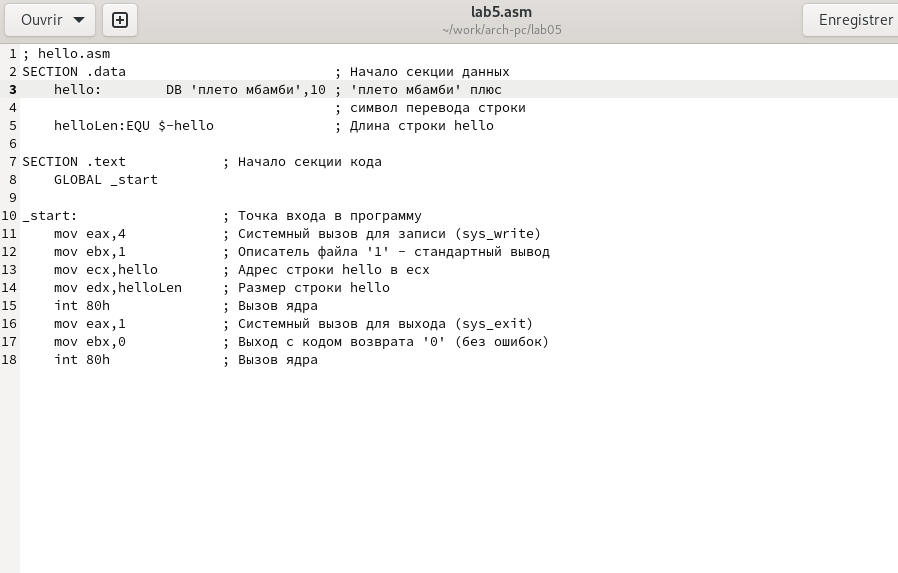 Ouvrir
lab5.asm
~/work/arch-pc/lab05
Enregistrer
1 ; hello.asm
2 SECTION .data ; Начало секции данных
3 hello: DB 'плето мбамби',10 ; 'плето мбамби' плюс
4 ; символ перевода строки
5 helloLen:EQU $-hello ; Длина строки hello
6
7 SECTION .text ; Начало секции кода
8 GLOBAL _start
9
10 _start: ; Точка входа в программу
11 mov eax,4 ; Системный вызов для записи (sys_write)
12 mov ebx,1 ; Описатель файла '1' - стандартный вывод
13 mov ecx,hello ; Адрес строки hello в ecx
14 mov edx,helloLen ; Размер строки hello
15 int 80h ; Вызов ядра
16 mov eax,1 ; Системный вызов для выхода (sys_exit)
17 mov ebx,0 ; Выход с кодом возврата '0' (без ошибок)
18 int 80h ; Вызов ядра